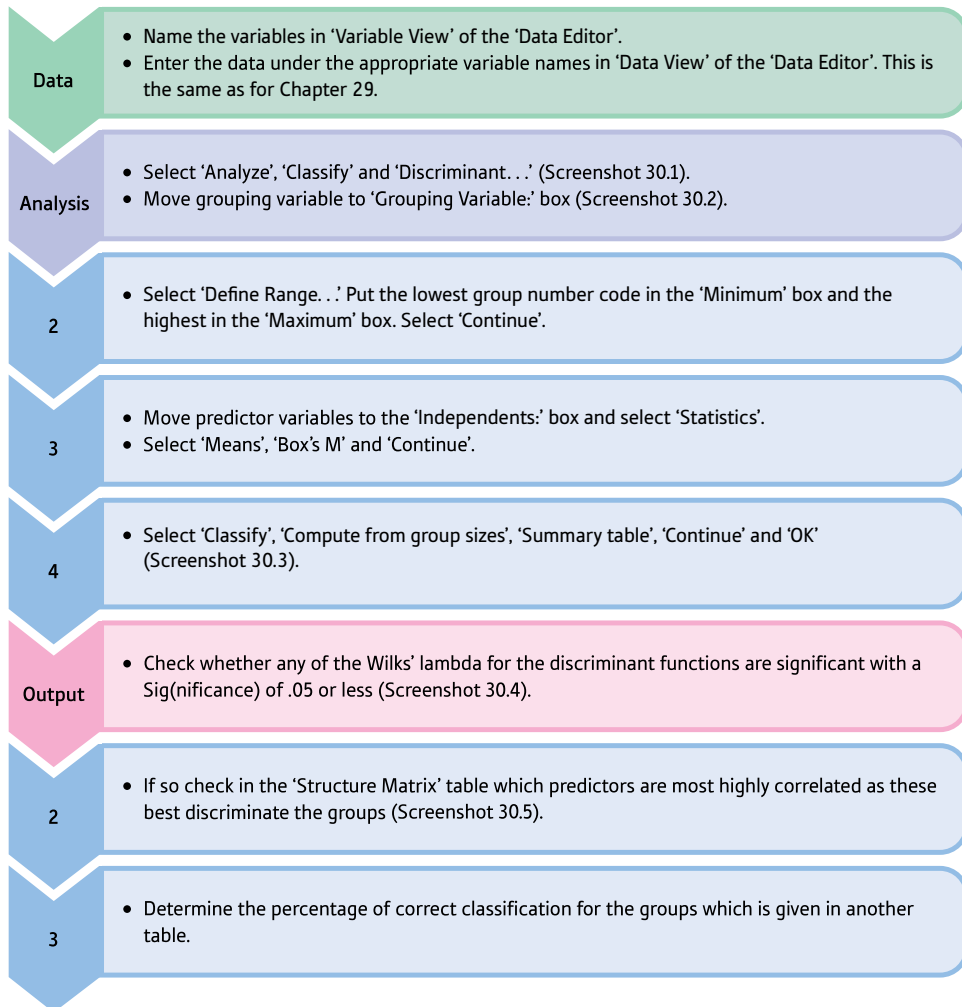 Data
• Name the variables in ‘Variable View’ of the ‘Data Editor’.
• Enter the data under the appropriate variable names in ‘Data View’ of the ‘Data Editor’. This is
the same as for Chapter 29.
Analysis
• Select ‘Analyze’, ‘Classify’ and ‘Discriminant. . .’ (Screenshot 30.1).
• Move grouping variable to ‘Grouping Variable:’ box (Screenshot 30.2).
2
• Select ‘Define Range. . .’ Put the lowest group number code in the ‘Minimum’ box and the
highest in the ‘Maximum’ box. Select ‘Continue’.
3
• Move predictor variables to the ‘Independents:’ box and select ‘Statistics’.
• Select ‘Means’, ‘Box’s M’ and ‘Continue’.
4
• Select ‘Classify’, ‘Compute from group sizes’, ‘Summary table’, ‘Continue’ and ‘OK’
(Screenshot 30.3).
Output
• Check whether any of the Wilks’ lambda for the discriminant functions are significant with a
Sig(nificance) of .05 or less (Screenshot 30.4).
2
• If so check in the ‘Structure Matrix’ table which predictors are most highly correlated as these
best discriminate the groups (Screenshot 30.5).
3
• Determine the percentage of correct classification for the groups which is given in another
table.